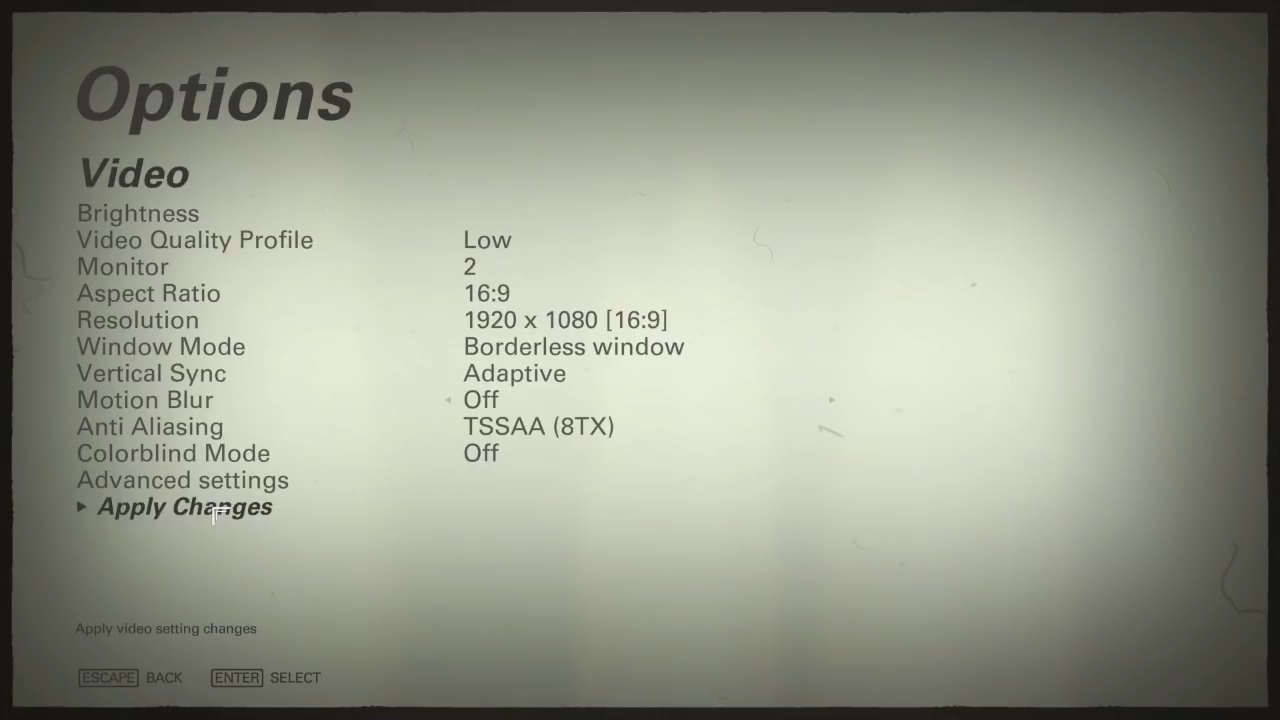 Options
Video
Brightness
Video Quality Profile Low
Monitor 2
Aspect Ratio 16:9
Resolution 1920 x 1080 [16:9]
Window Mode Borderless window
Vertical Sync Adaptive
Motion Blur Off
Anti Aliasing TSSAA (8TX)
Colorblind Mode Off
Advanced settings
Apply Changes
Apply video setting changes
ESCAPE BACK ENTER SELECT